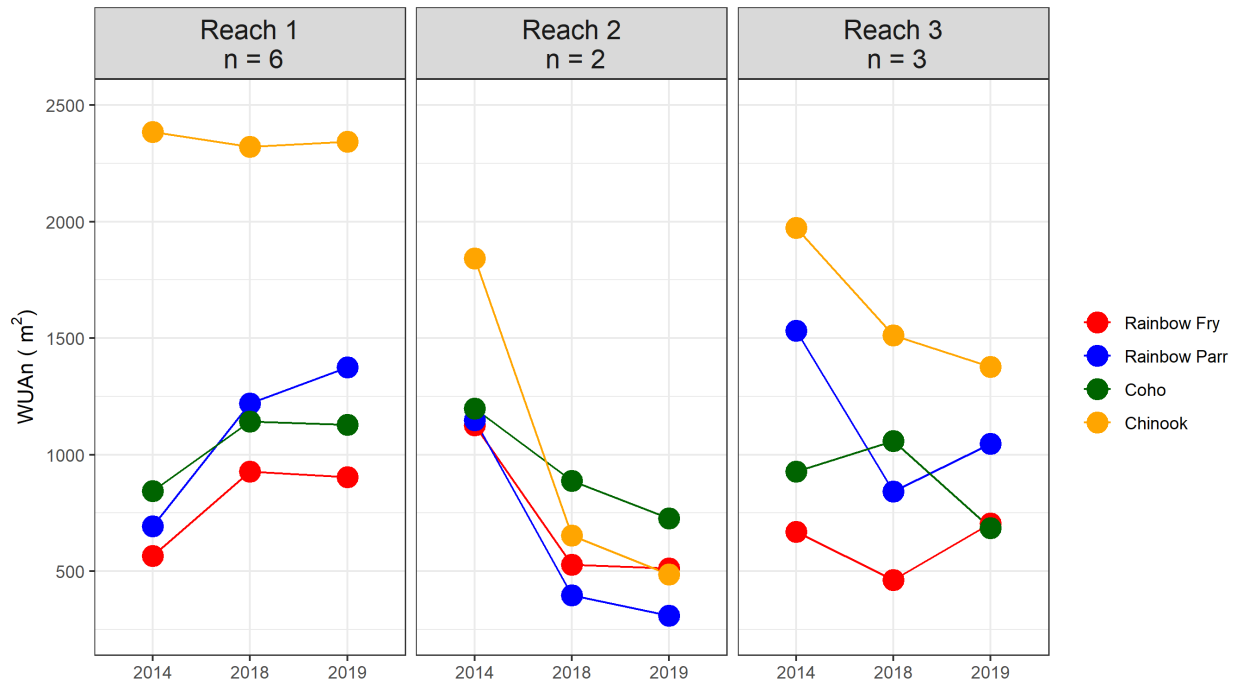 Reach 1
n = 6
Reach 2
n = 2
Reach 3
n = 3
WUAn ( m²)
2500
2000
1500
1000
500
2014 2018 2019
2014 2018 2019
2014 2018 2019
Rainbow Fry
Rainbow Parr
Coho
Chinook